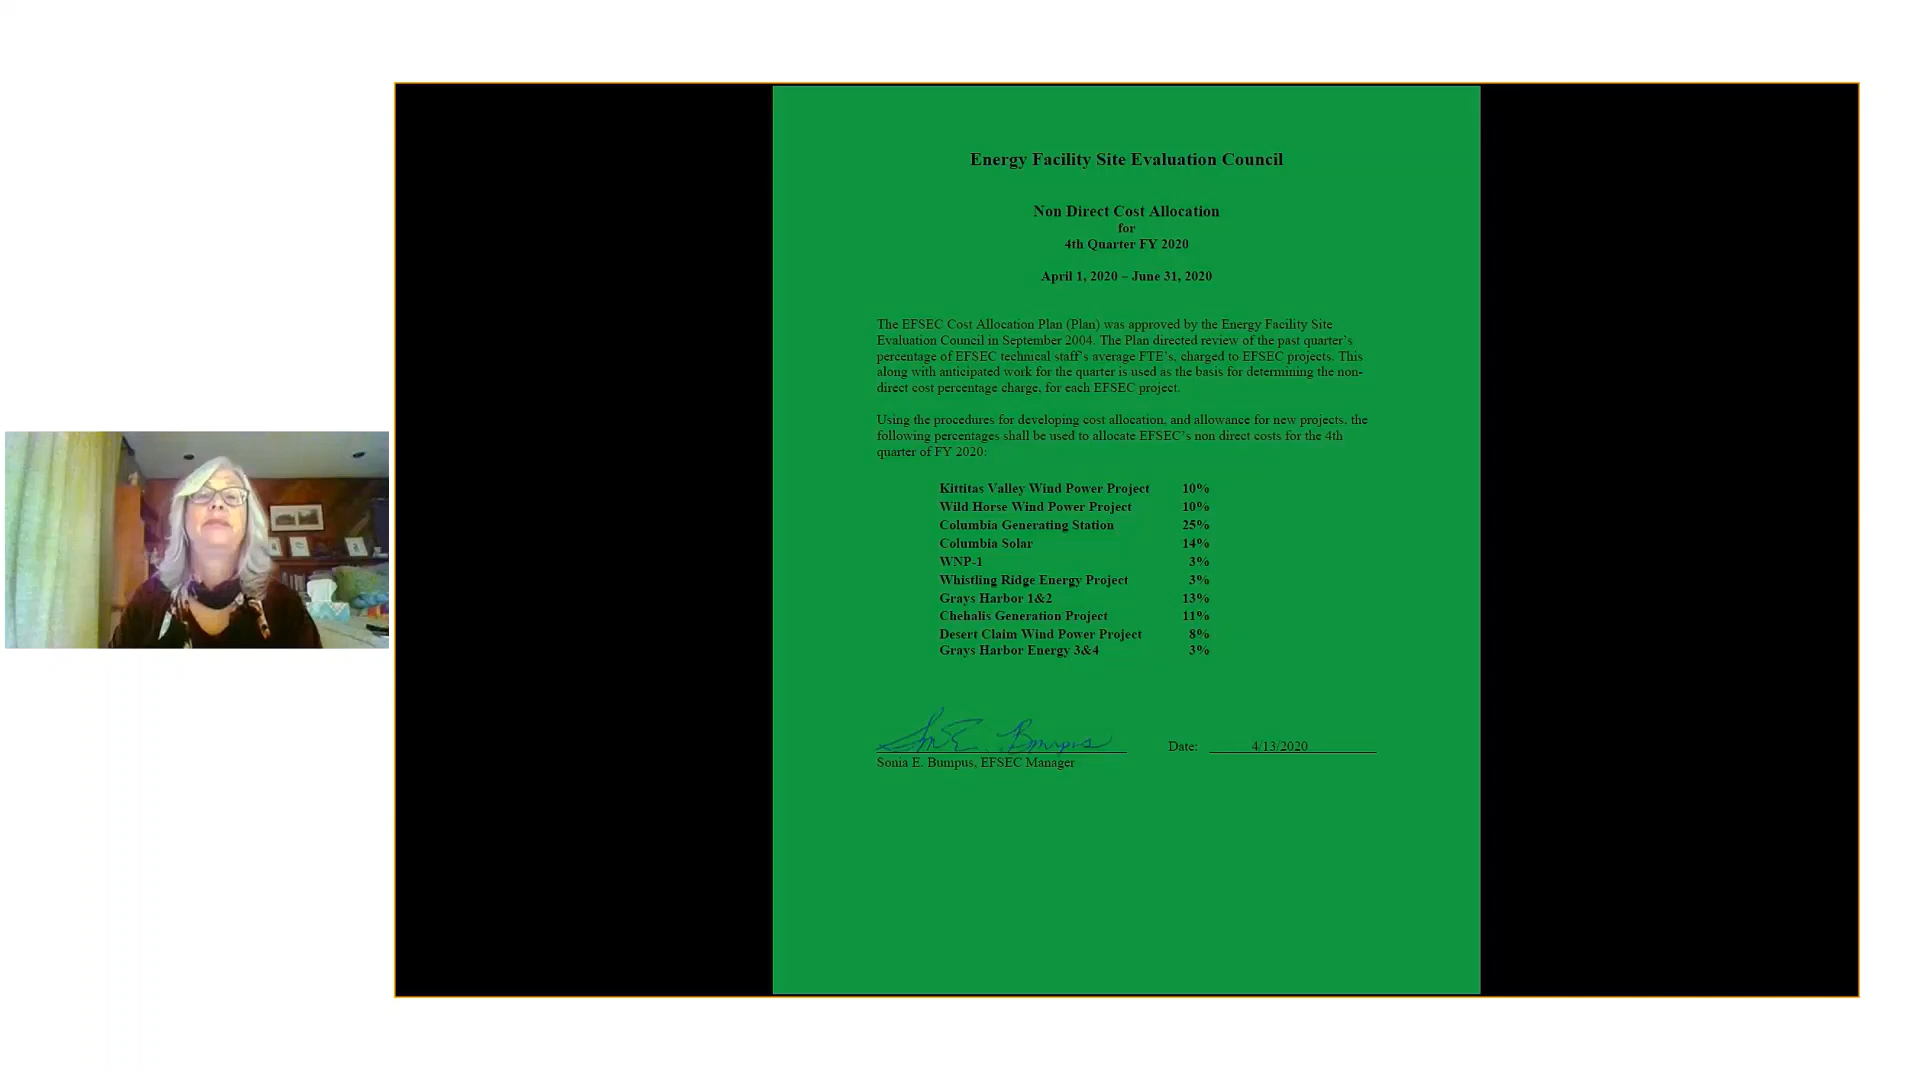 Energy Facility Site Evaluation Council
Non Direct Cost Allocation
for
4th Quarter FY 2020
April 1, 2020 – June 31, 2020
The EFSEC Cost Allocation Plan (Plan) was approved by the Energy Facility Site
Evaluation Council in September 2004. The Plan directed review of the past quarter's
percentage of EFSEC technical staff's average FTE's, charged to EFSEC projects. This
along with anticipated work for the quarter is used as the basis for determining the non-
direct cost percentage charge, for each EFSEC project.
Using the procedures for developing cost allocation, and allowance for new projects, the
following percentages shall be used to allocate EFSEC's non direct costs for the 4th
quarter of FY 2020:
Kittitas Valley Wind Power Project 10%
Wild Horse Wind Power Project 10%
Columbia Generating Station 25%
Columbia Solar 14%
WNP-1 3%
Whistling Ridge Energy Project 3%
Grays Harbor 1&2 13%
Chehalis Generation Project 11%
Desert Claim Wind Power Project 8%
Grays Harbor Energy 3&4 3%
Sonia E. Bumpus
Date: 4/13/2020
Sonia E. Bumpus, EFSEC Manager